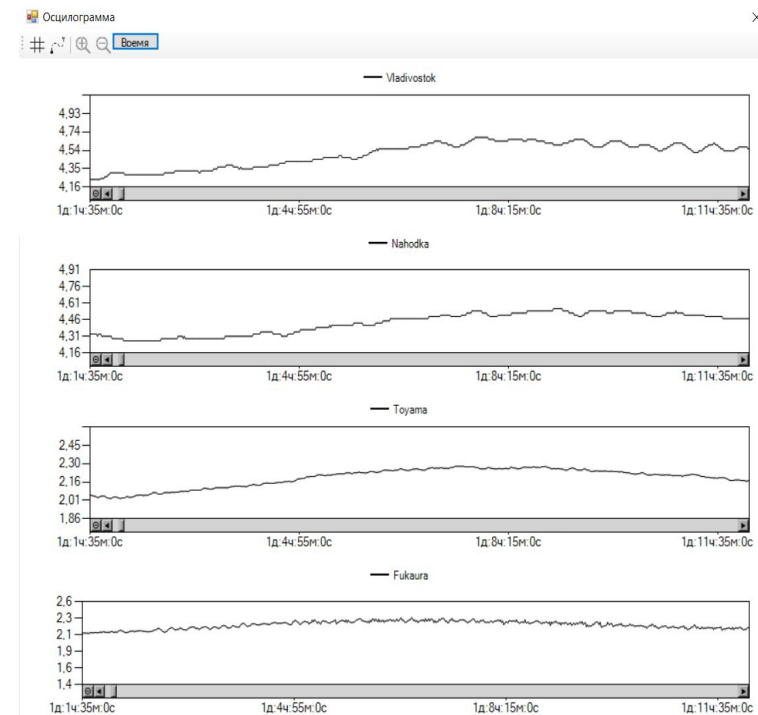 Осцилограмма
Время
Vladivostok
4,93
4,74
4,54
4,35
4,16
1д:1ч:35м:0с 1д:4ч:55м:0с 1д:8ч:15м:0с 1д:11ч:35м:0с
Nahodka
4,91
4,76
4,61
4,46
4,31
4,16
1д:1ч:35м:0с 1д:4ч:55м:0с 1д:8ч:15м:0с 1д:11ч:35м:0с
Toyama
2,45
2,30
2,16
2,01
1,86
1д:1ч:35м:0с 1д:4ч:55м:0с 1д:8ч:15м:0с 1д:11ч:35м:0с
Fukaura
2,6
2,3
2,1
1,9
1,6
1,4
1д:1ч:35м:0с 1д:4ч:55м:0с 1д:8ч:15м:0с 1д:11ч:35м:0с